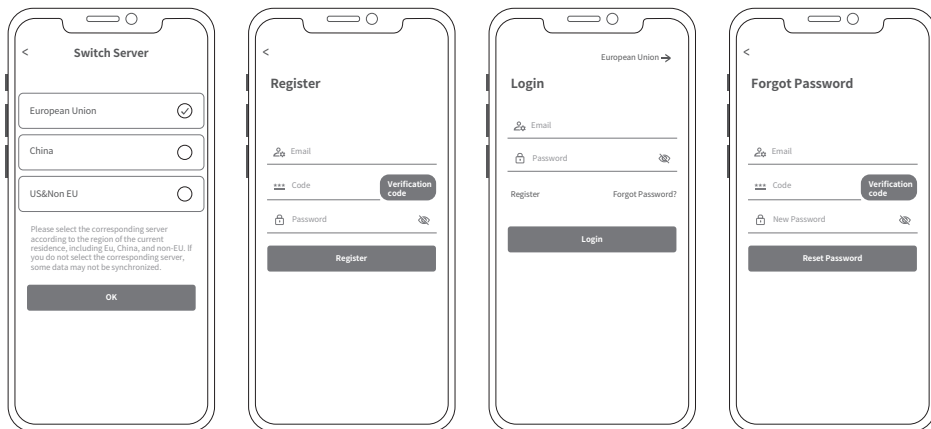 < Switch Server
European Union
China
US&Non EU
Please select the corresponding server
according to the region of the current
residence, including Eu, China, and non-EU. If
you do not select the corresponding server,
some data may not be synchronized.
OK
<
Register
Email
*** Code
Verification
code
Password
Register
European Union →
Login
Email
Password
Register Forgot Password?
Login
<
Forgot Password
Email
*** Code
Verification
code
New Password
Reset Password